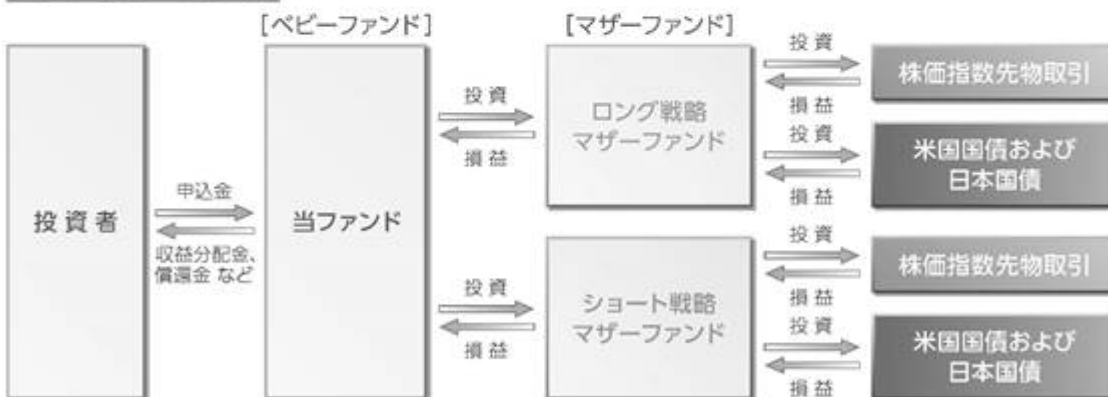 [ベビーファンド]
[マザーファンド]
投資者
申込金
収益分配金、
償還金 など
当ファンド
投資
損益
投資
損益
ロング戦略
マザーファンド
ショート戦略
マザーファンド
投資
損益
投資
損益
投資
損益
投資
損益
株価指数先物取引
米国国債および
日本国債
株価指数先物取引
米国国債および
日本国債